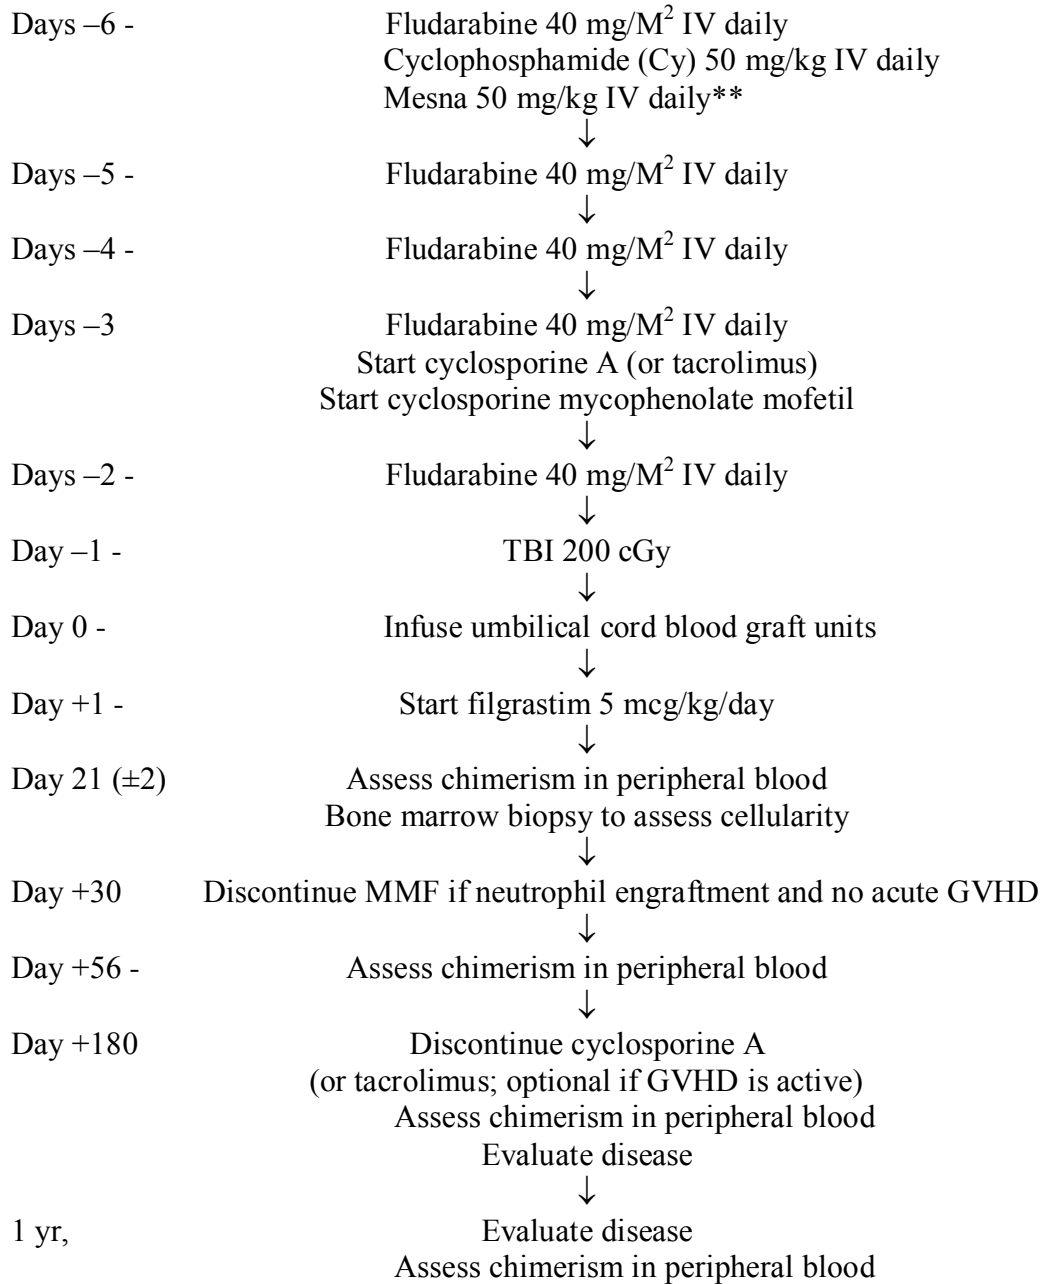 Days –6 - Fludarabine 40 mg/M² IV daily
Cyclophosphamide (Cy) 50 mg/kg IV daily
Mesna 50 mg/kg IV daily**
↓
Days –5 - Fludarabine 40 mg/M² IV daily
↓
Days –4 - Fludarabine 40 mg/M² IV daily
↓
Days –3 Fludarabine 40 mg/M² IV daily
Start cyclosporine A (or tacrolimus)
Start cyclosporine mycophenolate mofetil
↓
Days –2 - Fludarabine 40 mg/M² IV daily
↓
Day –1 - TBI 200 cGy
↓
Day 0 - Infuse umbilical cord blood graft units
↓
Day +1 - Start filgrastim 5 mcg/kg/day
↓
Day 21 (±2) Assess chimerism in peripheral blood
Bone marrow biopsy to assess cellularity
↓
Day +30 Discontinue MMF if neutrophil engraftment and no acute GVHD
↓
Day +56 - Assess chimerism in peripheral blood
↓
Day +180 Discontinue cyclosporine A
(or tacrolimus; optional if GVHD is active)
Assess chimerism in peripheral blood
Evaluate disease
↓
1 yr, Evaluate disease
Assess chimerism in peripheral blood